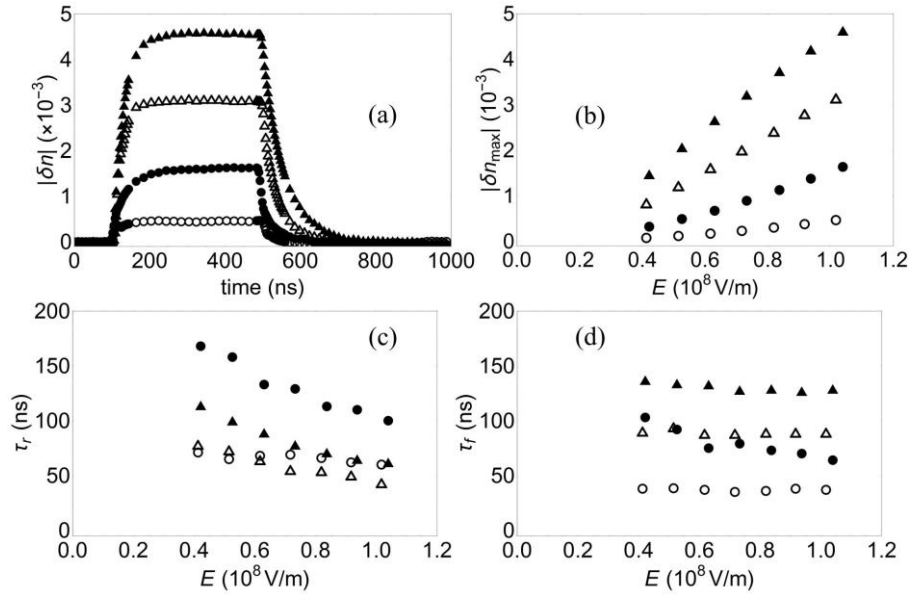 5
4
3
2
1
0
|δn| (×10⁻³)
(a)
0 200 400 600 800 1000
time (ns)
5
4
3
2
1
0
|δn_max| (10⁻³)
(b)
0.0 0.2 0.4 0.6 0.8 1.0 1.2
E (10⁸ V/m)
200
150
100
50
0
τ_r (ns)
(c)
0.0 0.2 0.4 0.6 0.8 1.0 1.2
E (10⁸ V/m)
200
150
100
50
0
τ_f (ns)
(d)
0.0 0.2 0.4 0.6 0.8 1.0 1.2
E (10⁸ V/m)